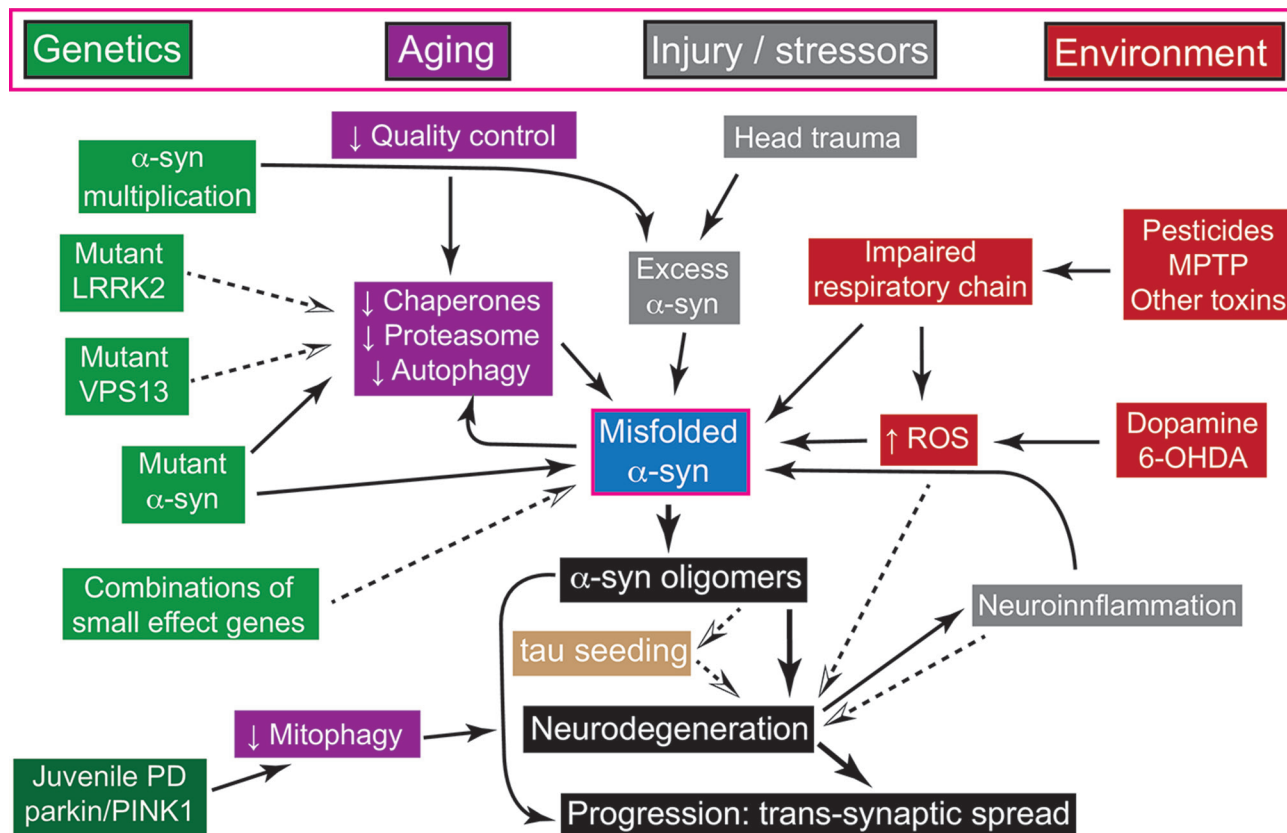 Genetics
Aging
Injury / stressors
Environment
↓ Quality control
Head trauma
α-syn
multiplication
Mutant
LRRK2
Excess
α-syn
Impaired
respiratory chain
Pesticides
MPTP
Other toxins
↓ Chaperones
↓ Proteasome
↓ Autophagy
Mutant
VPS13
Misfolded
α-syn
↑ ROS
Dopamine
6-OHDA
Mutant
α-syn
α-syn oligomers
Combinations of
small effect genes
Neuroinnflammation
tau seeding
Neurodegeneration
↓ Mitophagy
Juvenile PD
parkin/PINK1
Progression: trans-synaptic spread